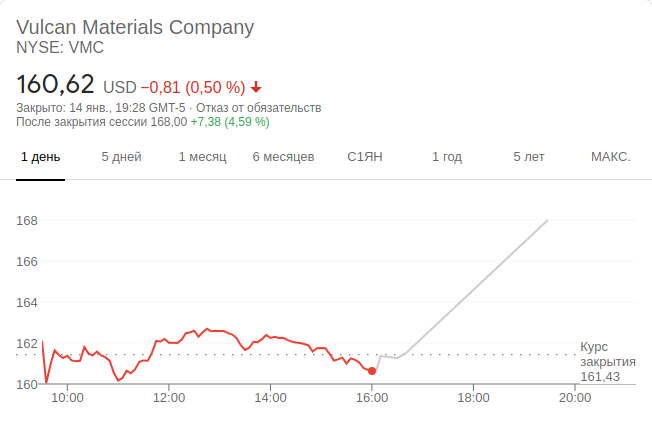 Vulcan Materials Company
NYSE: VMC
160,62 USD −0,81 (0,50 %)
Закрыто: 14 янв., 19:28 GMT-5 · Отказ от обязательств
После закрытия сессии 168,00 +7,38 (4,59 %)
1 день 5 дней 1 месяц 6 месяцев С1ЯН 1 год 5 лет МАКС.
168
166
164
162
160
Курс
закрытия
161,43
10:00 12:00 14:00 16:00 18:00 20:00